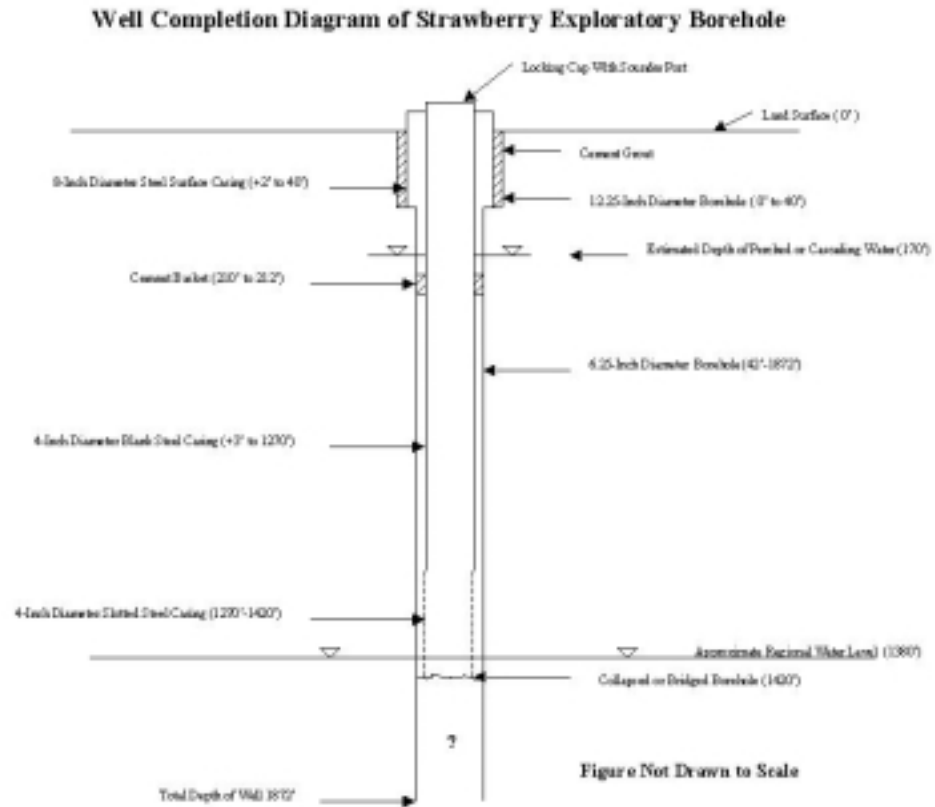 Well Completion Diagram of Strawberry Exploratory Borehole
Locking Cap With Sounder Port
Land Surface (0')
Cement Grout
8-Inch Diameter Steel Surface Casing (+2' to 40')
12.25-Inch Diameter Borehole (0' to 40')
Estimated Depth of Perched or Cascading Water (170')
Cement Basket (210' to 212')
6.25-Inch Diameter Borehole (42'-1872')
4-Inch Diameter Blank Steel Casing (+3' to 1270')
4-Inch Diameter Slotted Steel Casing (1270'-1420')
Approximate Regional Water Level (1380')
Collapsed or Bridged Borehole (1420')
?
Figure Not Drawn to Scale
Total Depth of Well 1872'